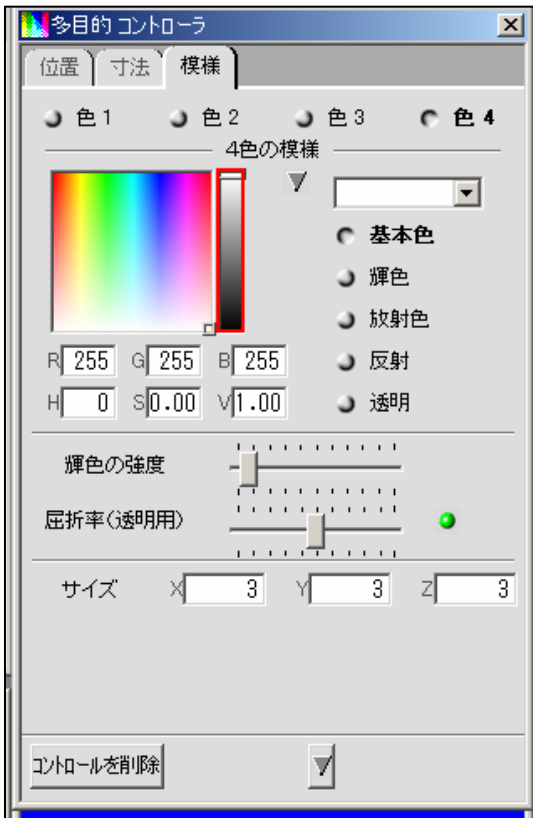 多目的 コントローラ
位置 寸法 模様
色 1 色 2 色 3 色 4
4色の模様
基本色
輝色
放射色
R 255 G 255 B 255 反射
H 0 S 0.00 V 1.00 透明
輝色の強度
屈折率(透明用)
サイズ X 3 Y 3 Z 3
コントロールを削除